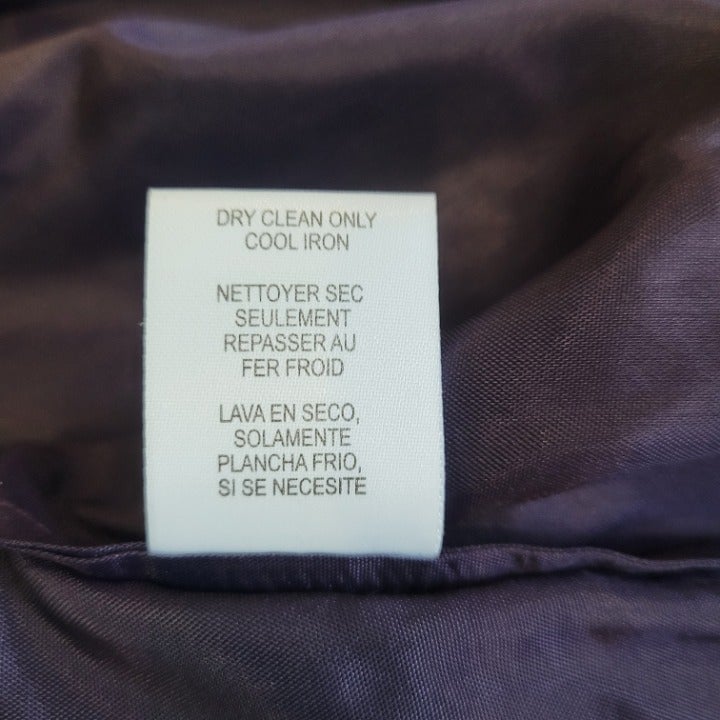 DRY CLEAN ONLY
COOL IRON
NETTOYER SEC
SEULEMENT
REPASSER AU
FER FROID
LAVA EN SECO,
SOLAMENTE
PLANCHA FRIO,
SI SE NECESITE